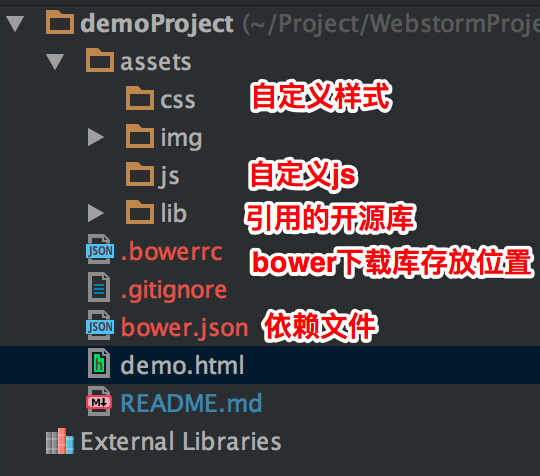 demoProject (~/Project/WebstormProje
assets
css 自定义样式
img
js 自定义js
lib 引用的开源库
JSON .bowerrc bower下载库存放位置
.gitignore
JSON bower.json 依赖文件
h demo.html
M↓ README.md
External Libraries